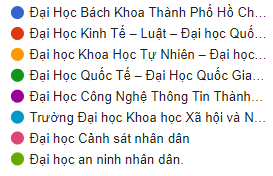 Đại Học Bách Khoa Thành Phố Hồ Ch...
Đại Học Kinh Tế – Luật – Đại Học Quố...
Đại học Khoa Học Tự Nhiên – Đại học...
Đại Học Quốc Tế – Đại Học Quốc Gia...
Đại Học Công Nghệ Thông Tin Thành...
Trường Đại học Khoa học Xã hội và N...
Đại học Cảnh sát nhân dân
Đại học an ninh nhân dân.